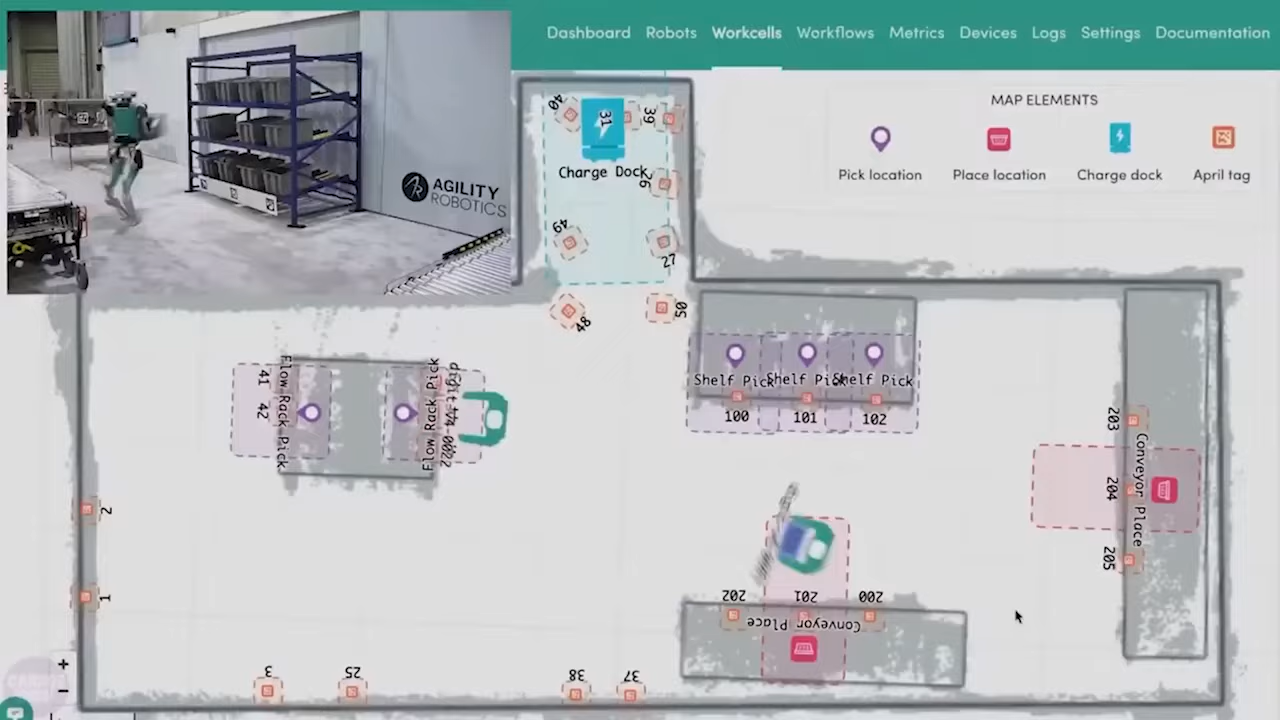 Dashboard Robots Workcells Workflows Metrics Devices Logs Settings Documentation
AGILITY
ROBOTICS
MAP ELEMENTS
Pick location
Place location
Charge dock
April tag
40
31
39
Charge Dock
49
27
48
50
41
42
Flow Rack Pick
Flow Rack Pick
Shelf Pick
Shelf Pick
Shelf Pick
100
101
102
203
204
205
Conveyor Place
2
1
202
201
200
Conveyor Place
3
25
38
37
+
−